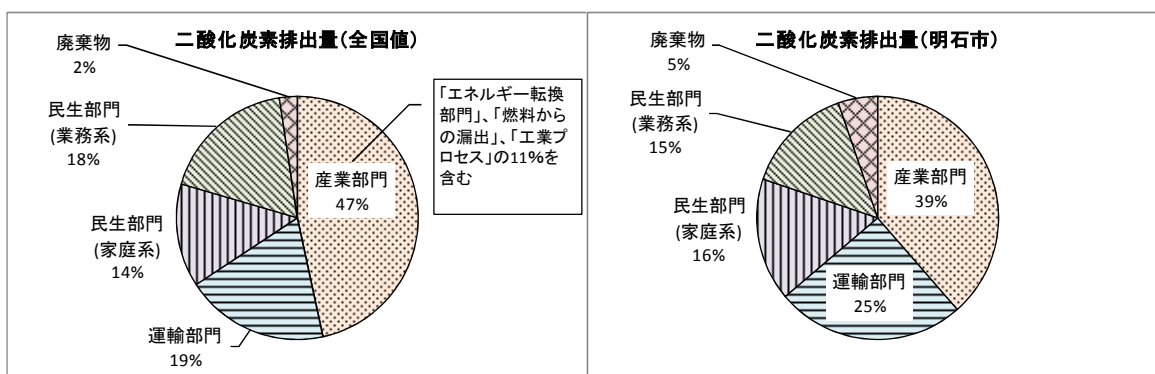 二酸化炭素排出量（全国値）
廃棄物
2%
民生部門
(業務系)
18%
民生部門
(家庭系)
14%
運輸部門
19%
産業部門
47%
「エネルギー転換
部門」、「燃料から
の漏出」、「工業プ
ロセス」の11％を
含む
二酸化炭素排出量（明石市）
廃棄物
5%
民生部門
(業務系)
15%
民生部門
(家庭系)
16%
運輸部門
25%
産業部門
39%